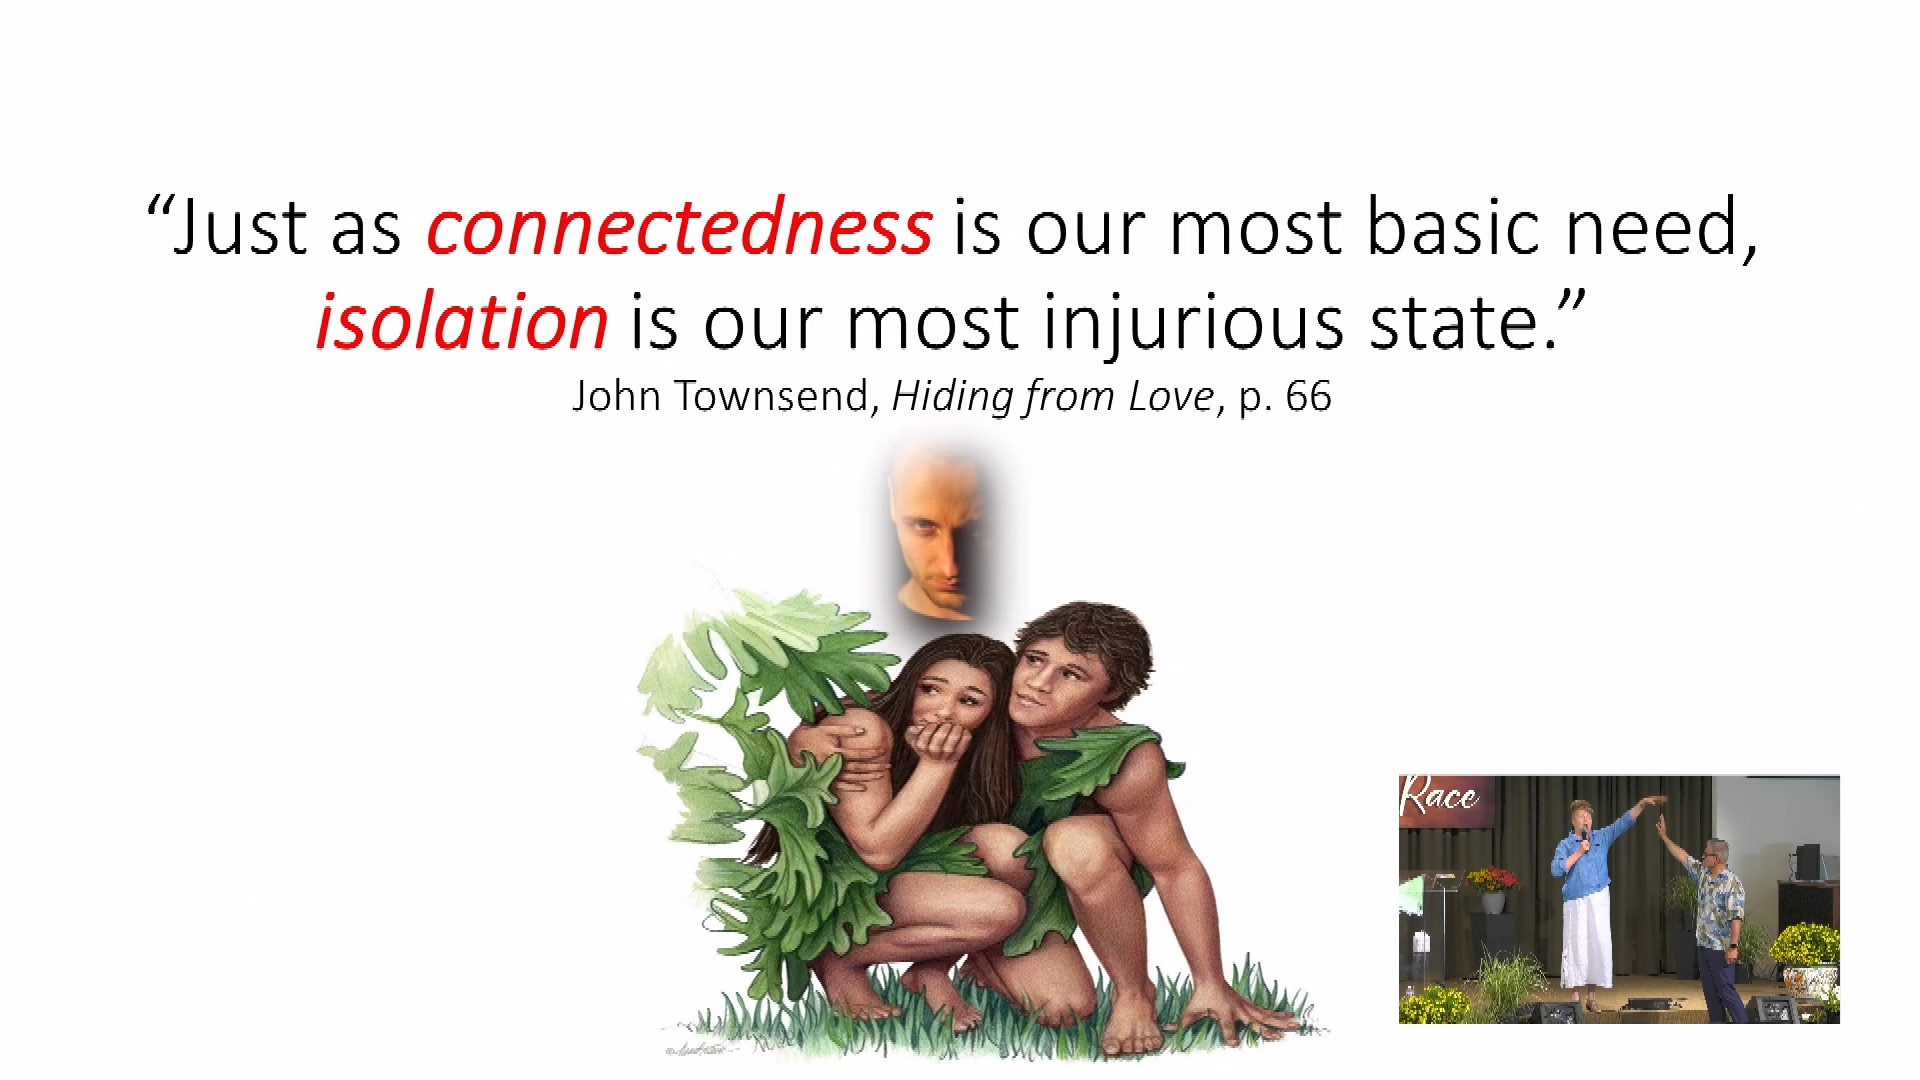 “Just as connectedness is our most basic need,
isolation is our most injurious state.”
John Townsend, Hiding from Love, p. 66
Race